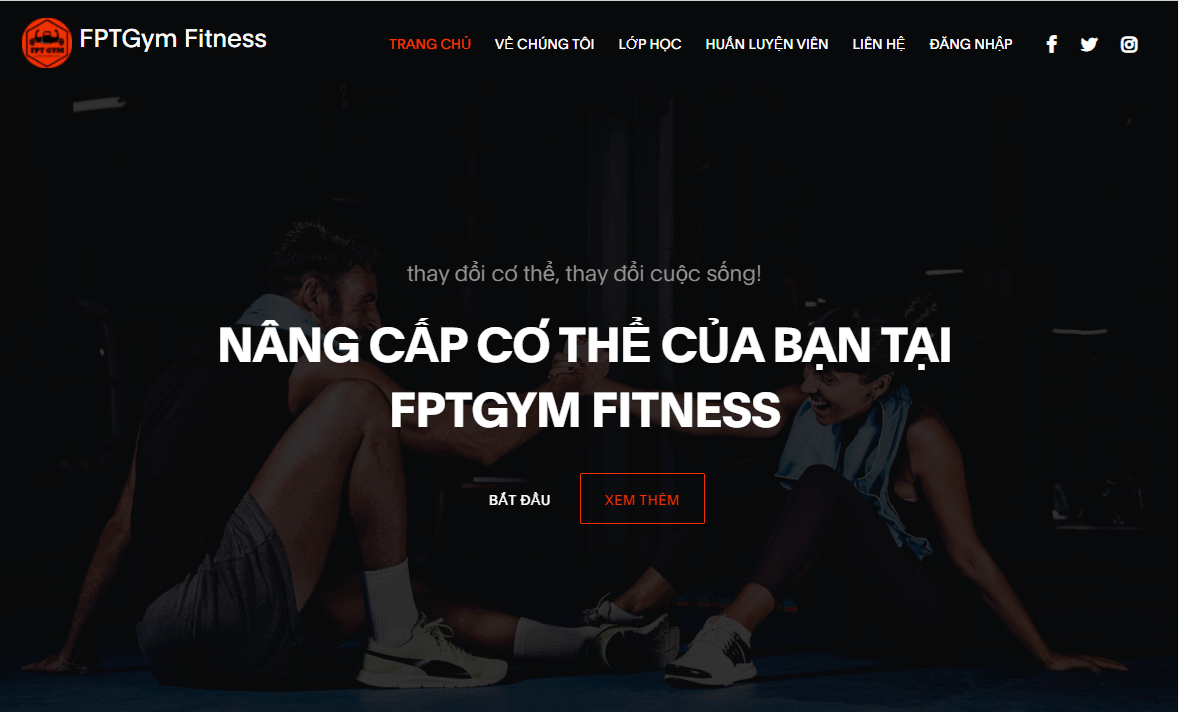 FPT GYM
FPTGym Fitness
TRANG CHỦ VỀ CHÚNG TÔI LỚP HỌC HUẤN LUYỆN VIÊN LIÊN HỆ ĐĂNG NHẬP
thay đổi cơ thể, thay đổi cuộc sống!
NÂNG CẤP CƠ THỂ CỦA BẠN TẠI
FPTGYM FITNESS
BẮT ĐẦU XEM THÊM